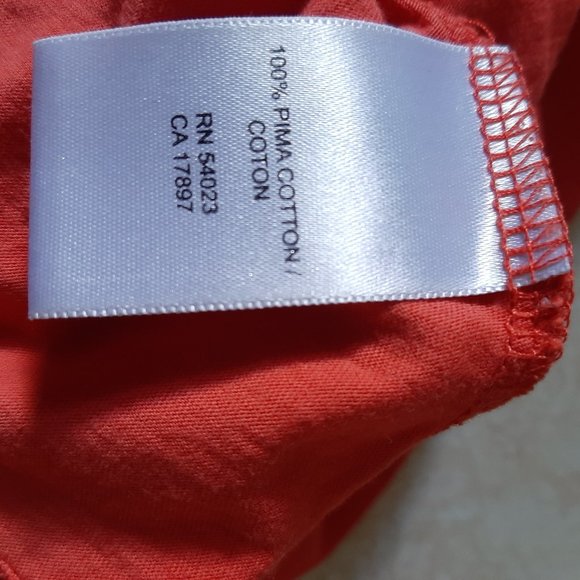 100% PIMA COTTON /
COTON
RN 54023
CA 17897